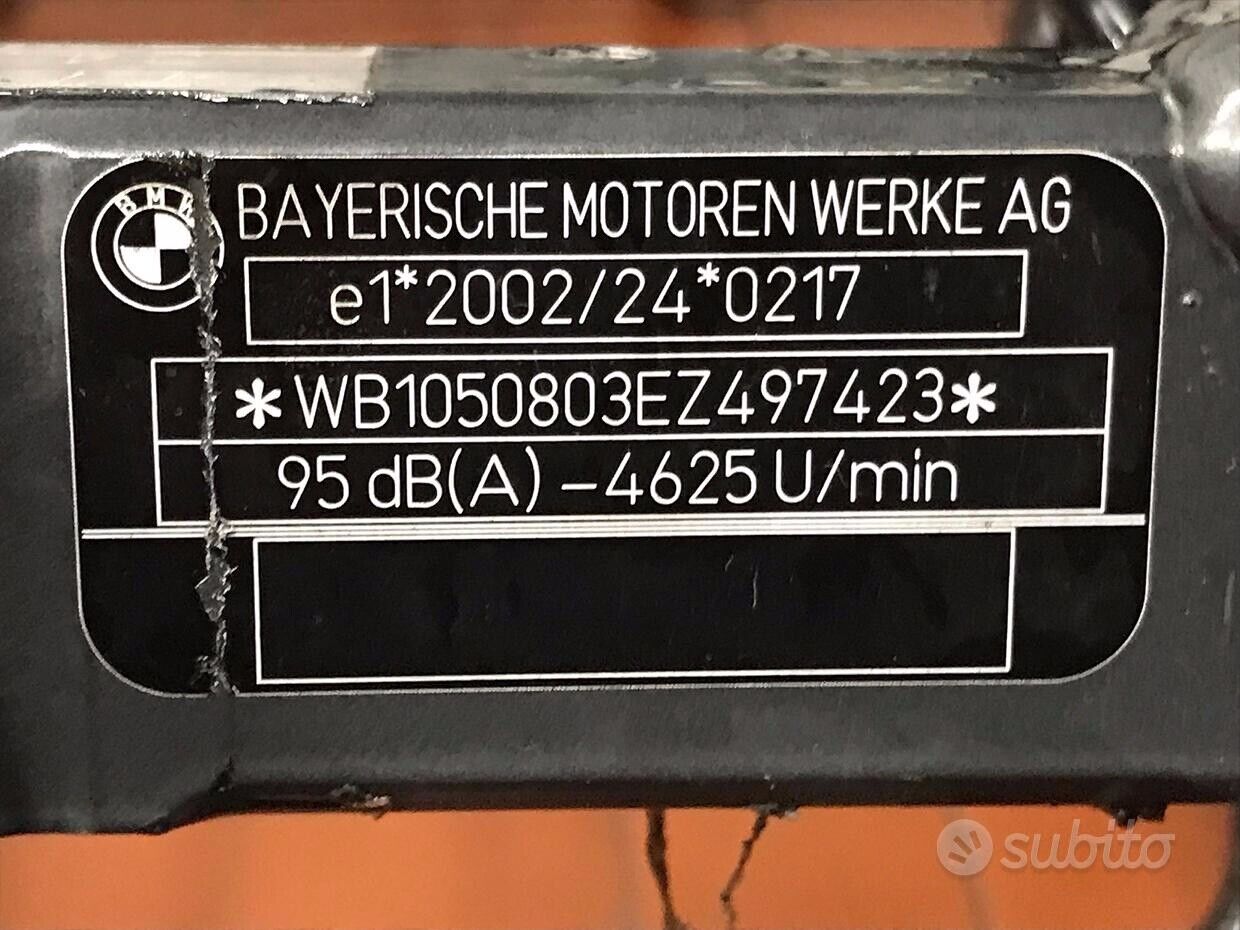 BMW
BAYERISCHE MOTOREN WERKE AG
e1*2002/24*0217
*WB1050803EZ497423*
95 dB(A) –4625 U/min
subito